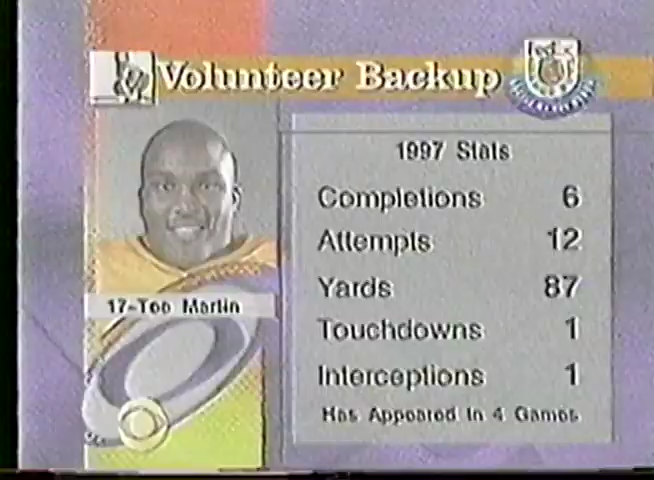 Volunteer Backup
1997 Stats
Completions 6
Attempts 12
Yards 87
Touchdowns 1
Interceptions 1
Has Appeared In 4 Games
17-Tee Martin